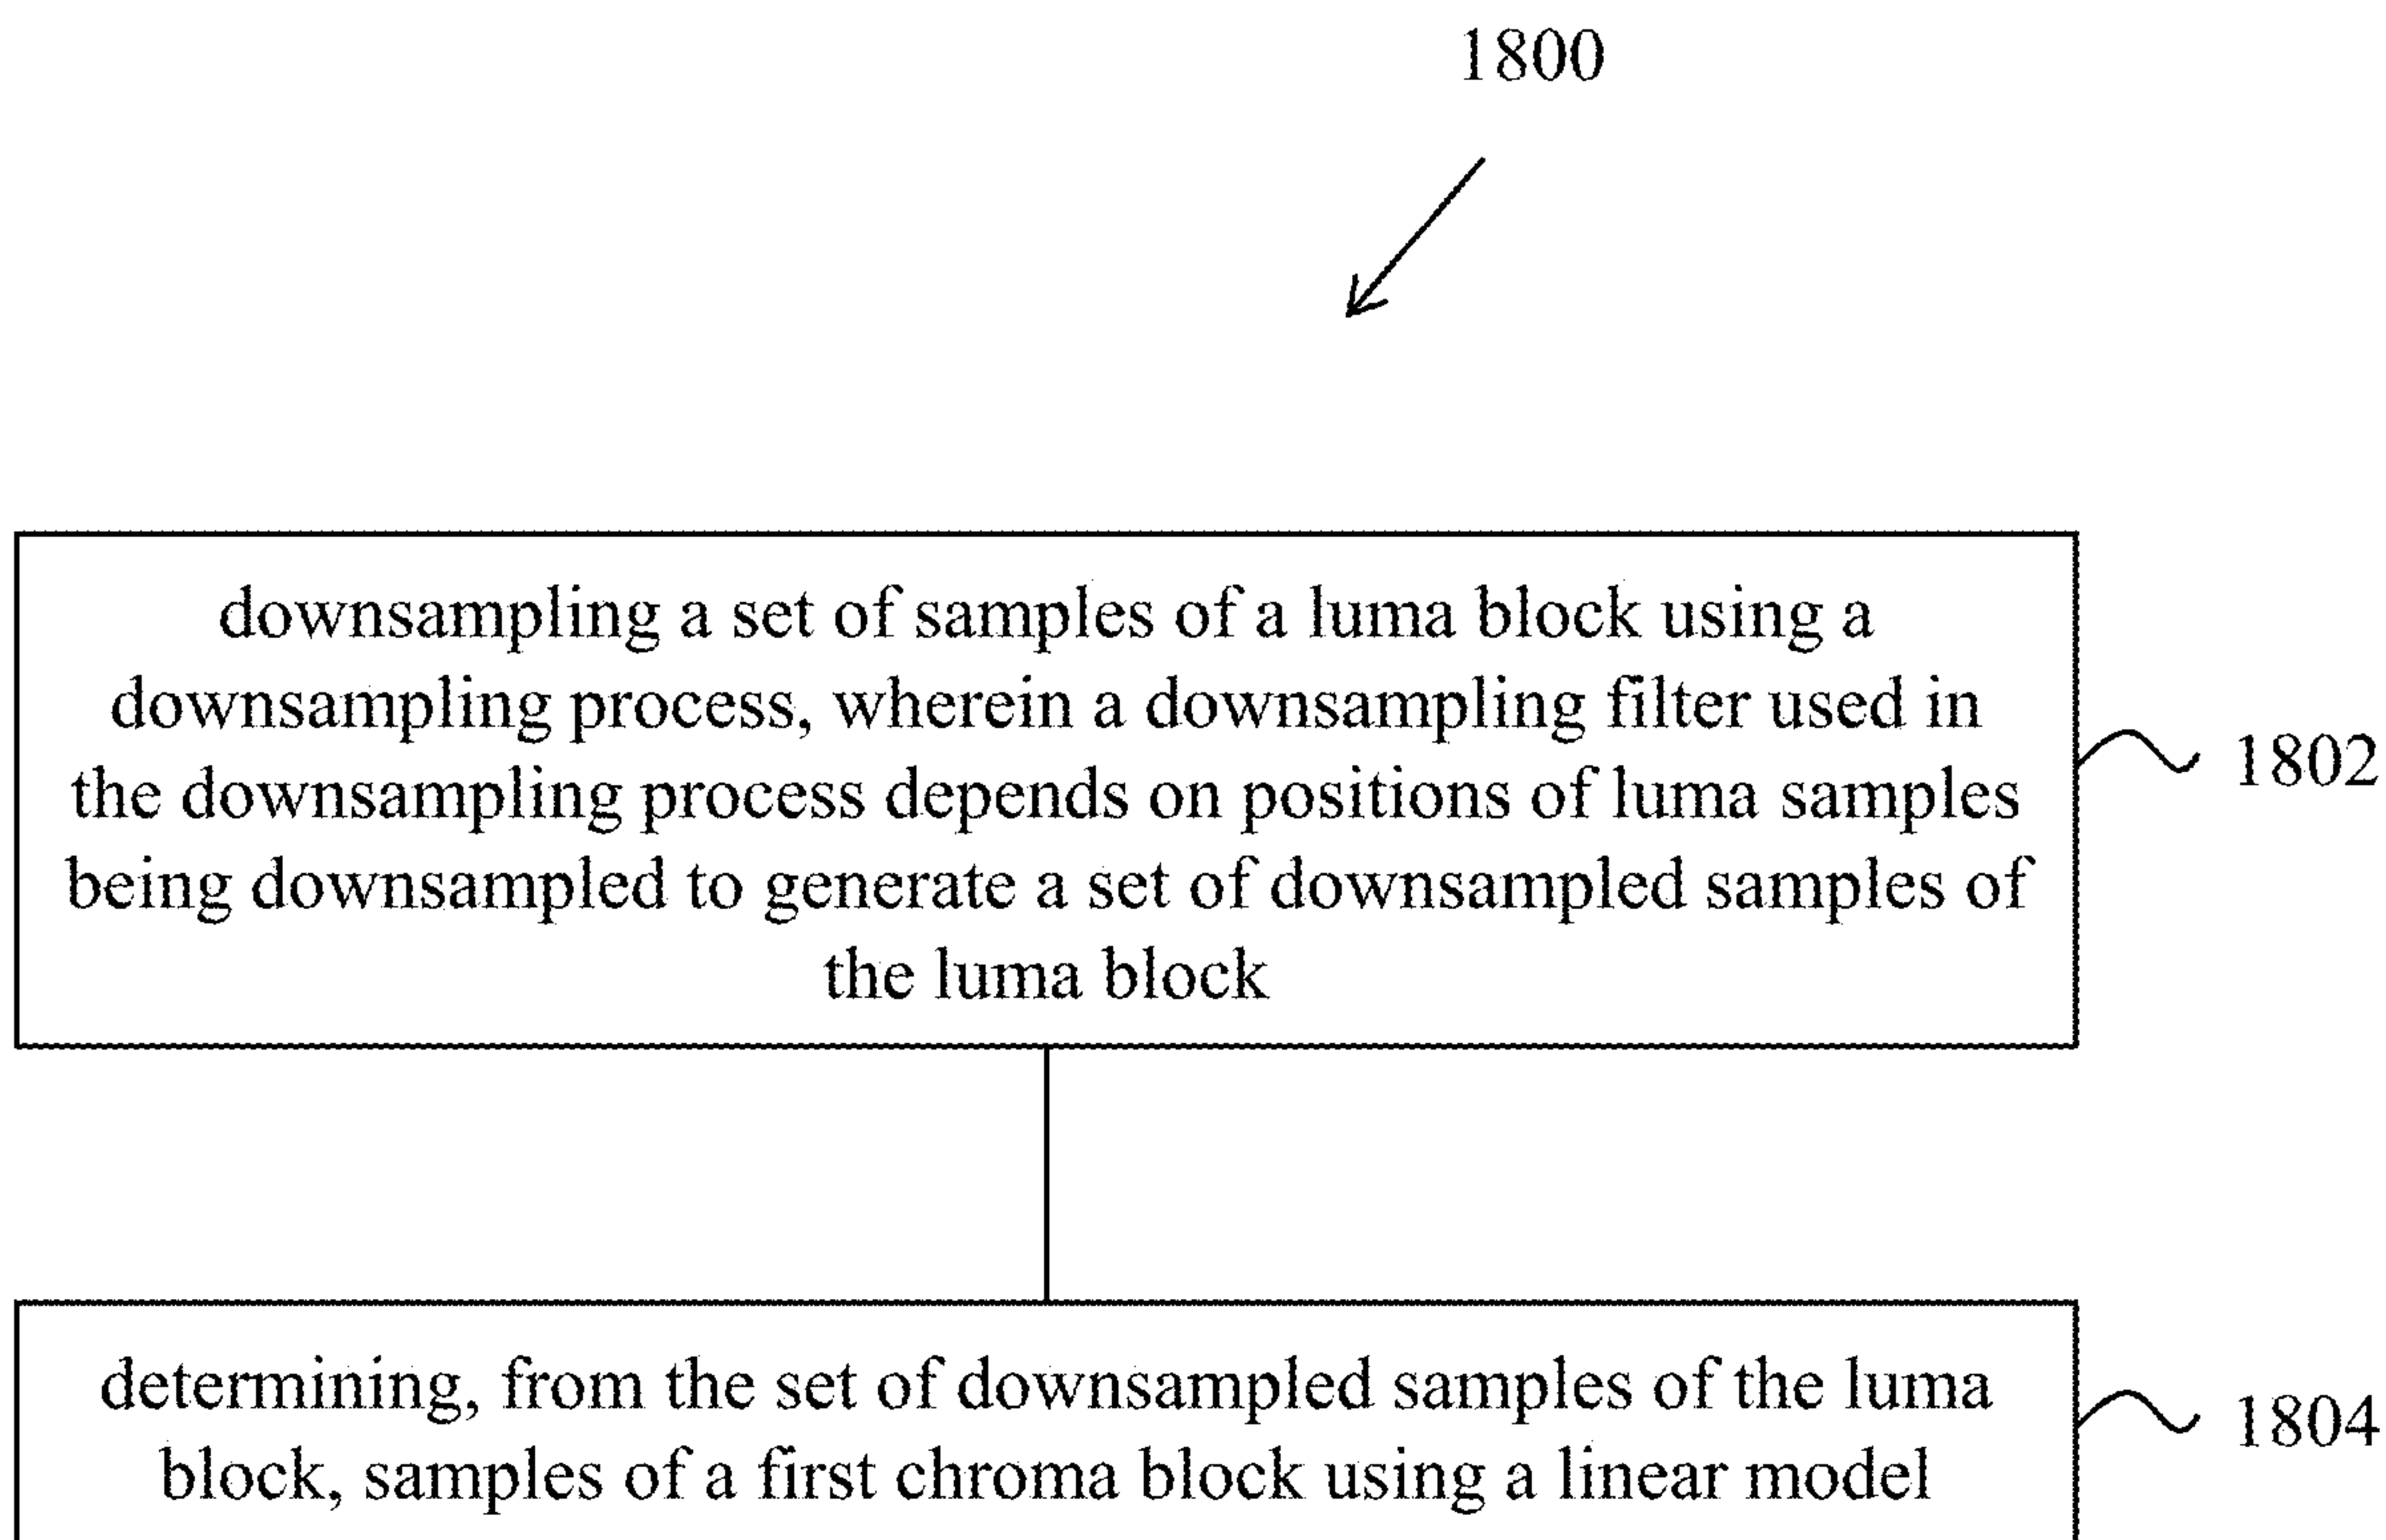 1800
downsampling a set of samples of a luma block using a
downsampling process, wherein a downsampling filter used in
the downsampling process depends on positions of luma samples
being downsampled to generate a set of downsampled samples of
the luma block
1802
determining, from the set of downsampled samples of the luma
block, samples of a first chroma block using a linear model
1804